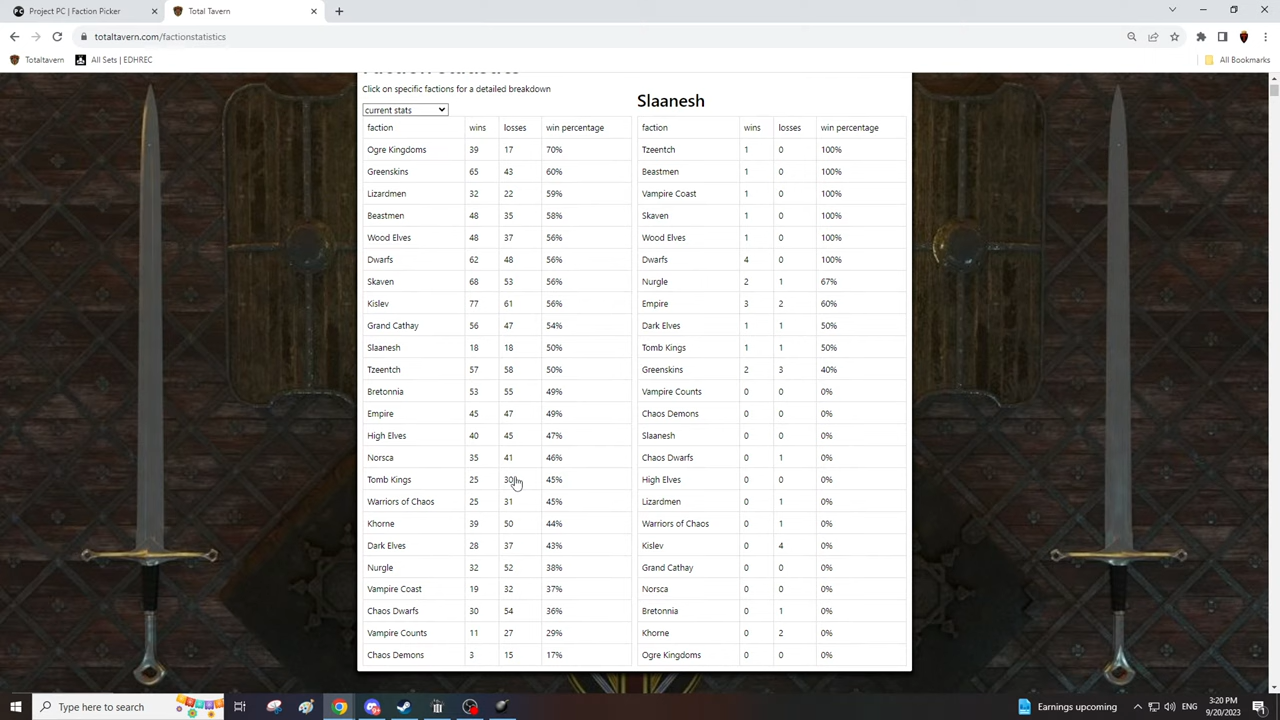 Project PC | Faction Picker
Total Tavern
totaltavern.com/factionstatistics
Totaltavern
All Sets | EDHREC
All Bookmarks
Faction Statistics
Click on specific factions for a detailed breakdown
current stats
faction wins losses win percentage
Ogre Kingdoms 39 17 70%
Greenskins 65 43 60%
Lizardmen 32 22 59%
Beastmen 48 35 58%
Wood Elves 48 37 56%
Dwarfs 62 48 56%
Skaven 68 53 56%
Kislev 77 61 56%
Grand Cathay 56 47 54%
Slaanesh 18 18 50%
Tzeentch 57 58 50%
Bretonnia 53 55 49%
Empire 45 47 49%
High Elves 40 45 47%
Norsca 35 41 46%
Tomb Kings 25 30 45%
Warriors of Chaos 25 31 45%
Khorne 39 50 44%
Dark Elves 28 37 43%
Nurgle 32 52 38%
Vampire Coast 19 32 37%
Chaos Dwarfs 30 54 36%
Vampire Counts 11 27 29%
Chaos Demons 3 15 17%
Slaanesh
faction wins losses win percentage
Tzeentch 1 0 100%
Beastmen 1 0 100%
Vampire Coast 1 0 100%
Skaven 1 0 100%
Wood Elves 1 0 100%
Dwarfs 4 0 100%
Nurgle 2 1 67%
Empire 3 2 60%
Dark Elves 1 1 50%
Tomb Kings 1 1 50%
Greenskins 2 3 40%
Vampire Counts 0 0 0%
Chaos Demons 0 0 0%
Slaanesh 0 0 0%
Chaos Dwarfs 0 1 0%
High Elves 0 0 0%
Lizardmen 0 1 0%
Warriors of Chaos 0 1 0%
Kislev 0 4 0%
Grand Cathay 0 0 0%
Norsca 0 0 0%
Bretonnia 0 1 0%
Khorne 0 2 0%
Ogre Kingdoms 0 0 0%
Type here to search
Earnings upcoming
ENG
3:20 PM
9/20/2023